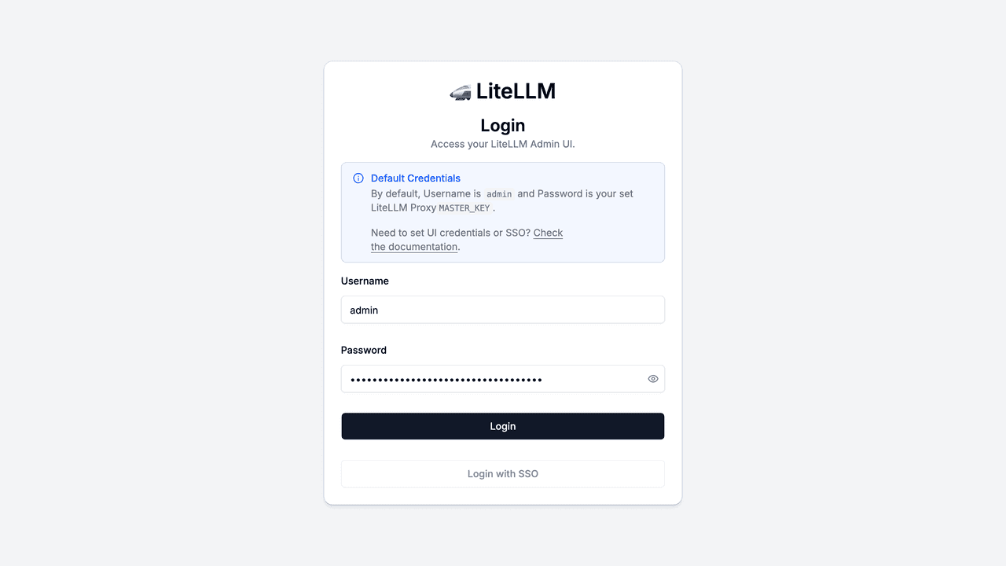 LiteLLM
Login
Access your LiteLLM Admin UI.
Default Credentials
By default, Username is admin and Password is your set
LiteLLM Proxy MASTER_KEY.
Need to set UI credentials or SSO? Check
the documentation.
Username
admin
Password
•••••••••••••••••••••••••••••••••••
Login
Login with SSO